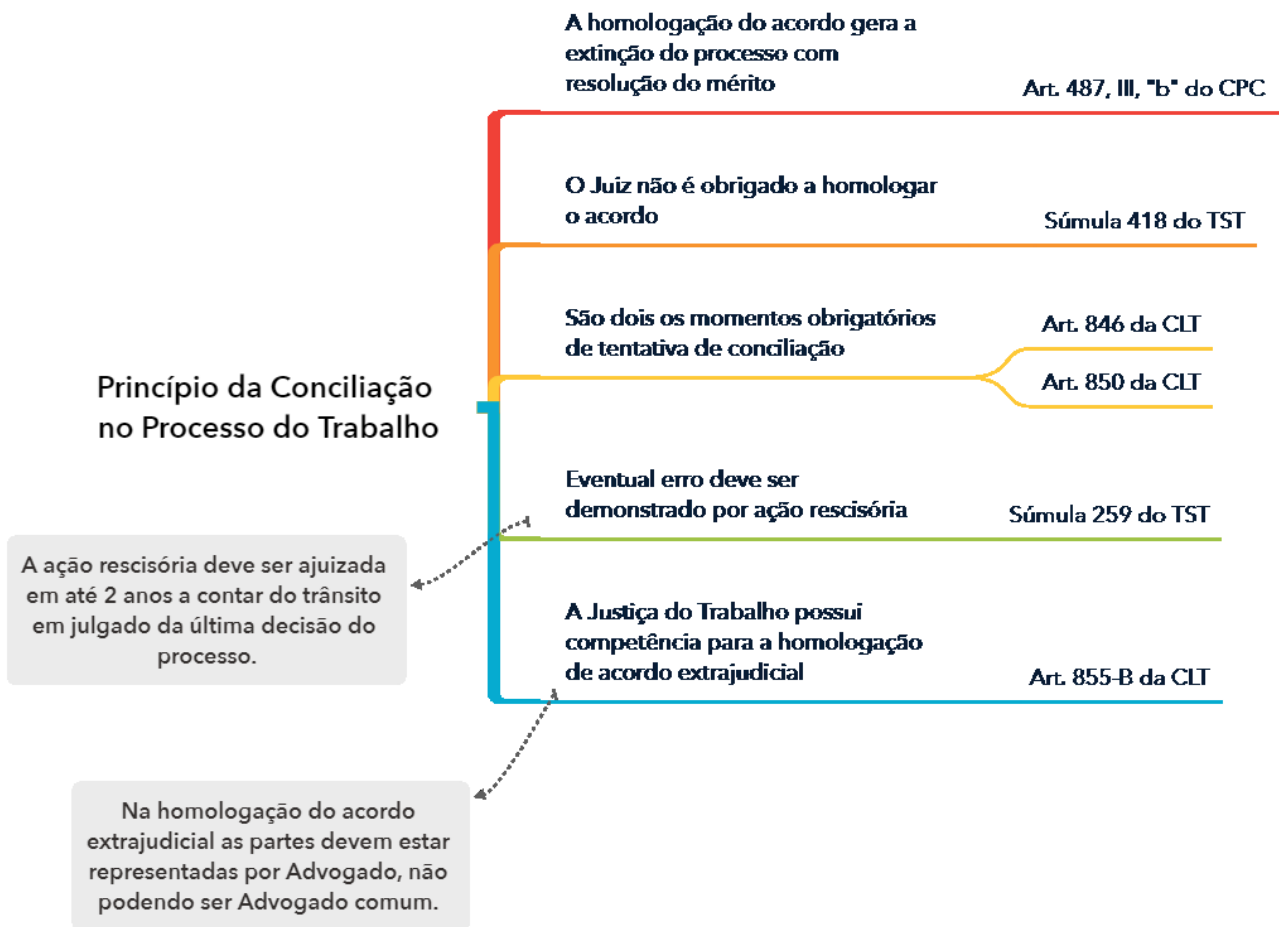 A homologação do acordo gera a
extinção do processo com
resolução do mérito
Art. 487, III, "b" do CPC
O Juiz não é obrigado a homologar
o acordo
Súmula 418 do TST
São dois os momentos obrigatórios
de tentativa de conciliação
Art. 846 da CLT
Art. 850 da CLT
Princípio da Conciliação
no Processo do Trabalho
Eventual erro deve ser
demonstrado por ação rescisória
Súmula 259 do TST
A ação rescisória deve ser ajuizada
em até 2 anos a contar do trânsito
em julgado da última decisão do
processo.
A Justiça do Trabalho possui
competência para a homologação
de acordo extrajudicial
Art. 855-B da CLT
Na homologação do acordo
extrajudicial as partes devem estar
representadas por Advogado, não
podendo ser Advogado comum.